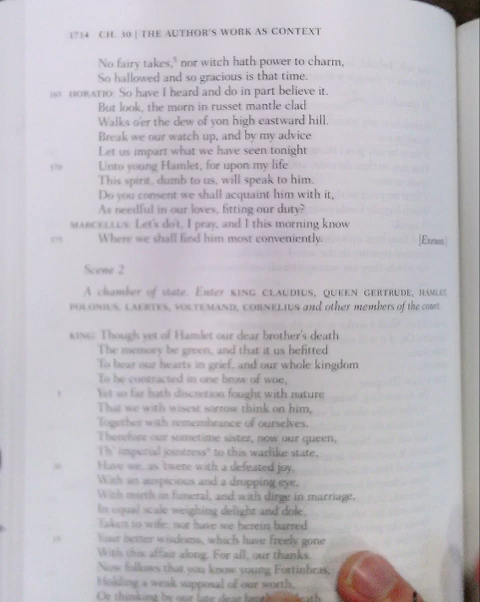 1714 CH. 30 | THE AUTHOR'S WORK AS CONTEXT
No fairy takes,⁵ nor witch hath power to charm,
So hallowed and so gracious is that time.
165 HORATIO: So have I heard and do in part believe it.
But look, the morn in russet mantle clad
Walks o'er the dew of yon high eastward hill.
Break we our watch up, and by my advice
Let us impart what we have seen tonight
170 Unto young Hamlet, for upon my life
This spirit, dumb to us, will speak to him.
Do you consent we shall acquaint him with it,
As needful in our loves, fitting our duty?
MARCELLUS: Let's do't, I pray, and I this morning know
175 Where we shall find him most conveniently. [Exeunt.]
Scene 2
A chamber of state. Enter KING CLAUDIUS, QUEEN GERTRUDE, HAMLET,
POLONIUS, LAERTES, VOLTEMAND, CORNELIUS and other members of the court.
KING: Though yet of Hamlet our dear brother's death
The memory be green, and that it us befitted
To bear our hearts in grief, and our whole kingdom
To be contracted in one brow of woe,
5 Yet so far hath discretion fought with nature
That we with wisest sorrow think on him,
Together with remembrance of ourselves.
Therefore our sometime sister, now our queen,
Th' imperial jointress⁶ to this warlike state,
10 Have we, as 'twere with a defeated joy,
With an auspicious and a dropping eye,
With mirth in funeral, and with dirge in marriage,
In equal scale weighing delight and dole,
Taken to wife; nor have we herein barred
15 Your better wisdoms, which have freely gone
With this affair along. For all, our thanks.
Now follows that you know young Fortinbras,
Holding a weak supposal of our worth,
Or thinking by our late dear brother's death